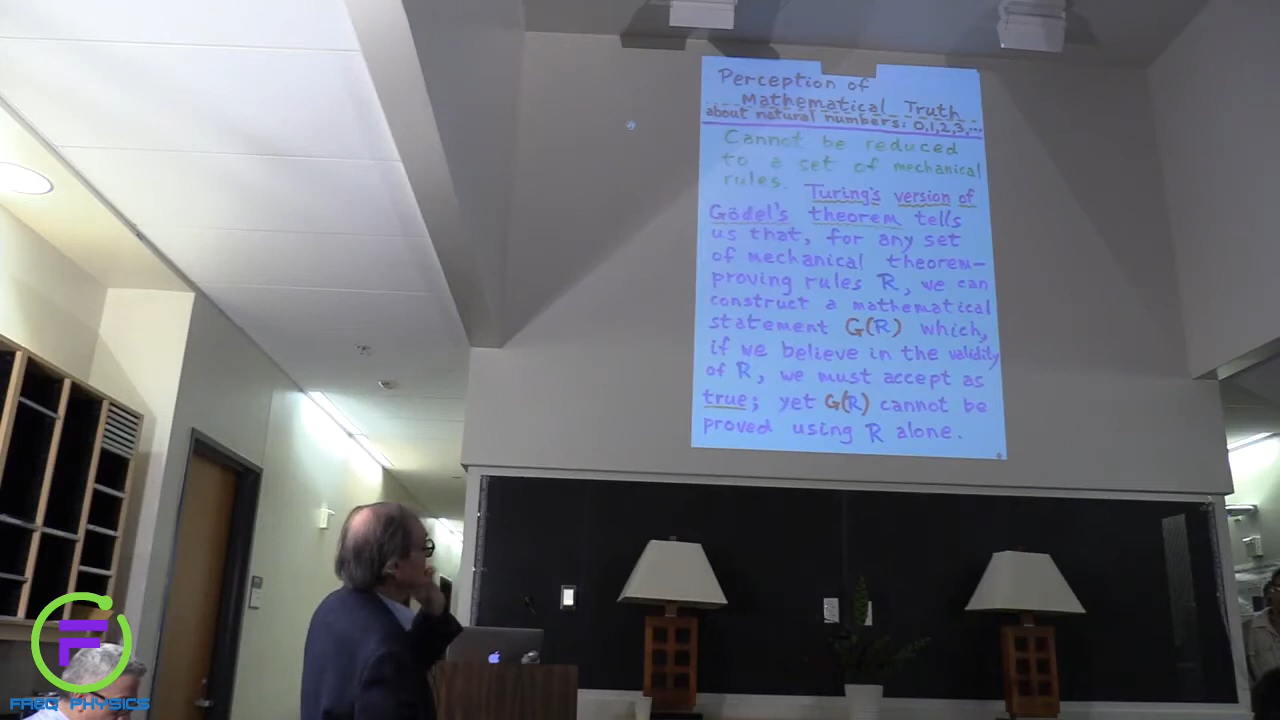 Perception of
Mathematical Truth
about natural numbers: 0,1,2,3,...
Cannot be reduced
to a set of mechanical
rules. Turing's version of
Gödel's theorem tells
us that, for any set
of mechanical theorem-
proving rules R, we can
construct a mathematical
statement G(R) which,
if we believe in the validity
of R, we must accept as
true; yet G(R) cannot be
proved using R alone.
F
FREQ PHYSICS